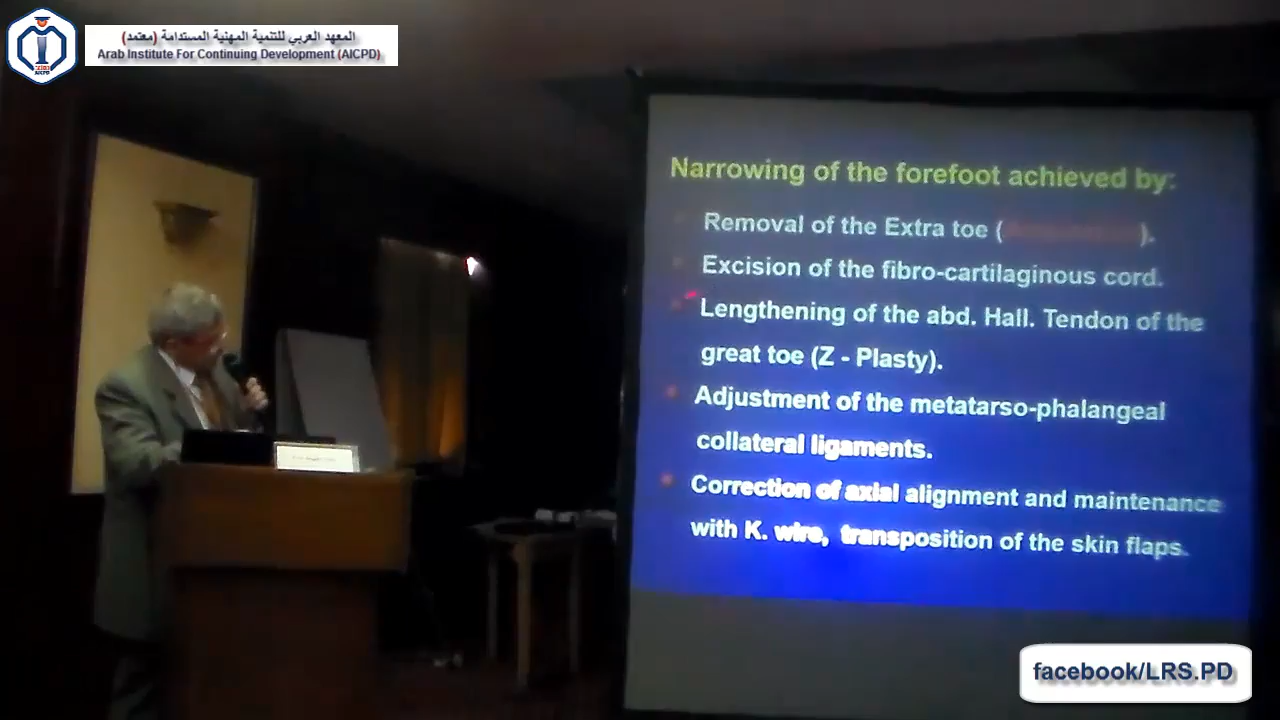 المعهد العربي للتنمية المهنية المستدامة (معتمد)
Arab Institute For Continuing Development (AICPD)
AICPD
Narrowing of the forefoot achieved by:
Removal of the Extra toe ( ).
Excision of the fibro-cartilaginous cord.
Lengthening of the abd. Hall. Tendon of the
great toe (Z - Plasty).
Adjustment of the metatarso-phalangeal
collateral ligaments.
Correction of axial alignment and maintenance
with K. wire, transposition of the skin flaps.
facebook/LRS.PD